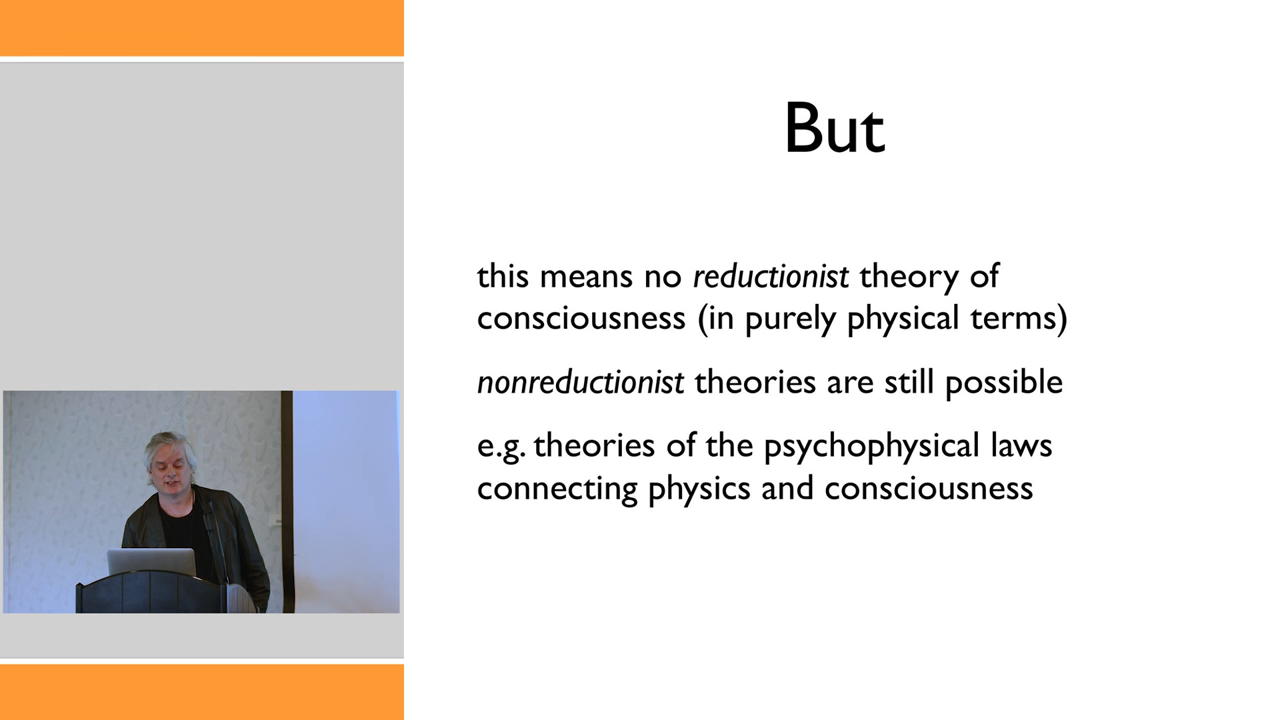 But
this means no reductionist theory of
consciousness (in purely physical terms)
nonreductionist theories are still possible
e.g. theories of the psychophysical laws
connecting physics and consciousness